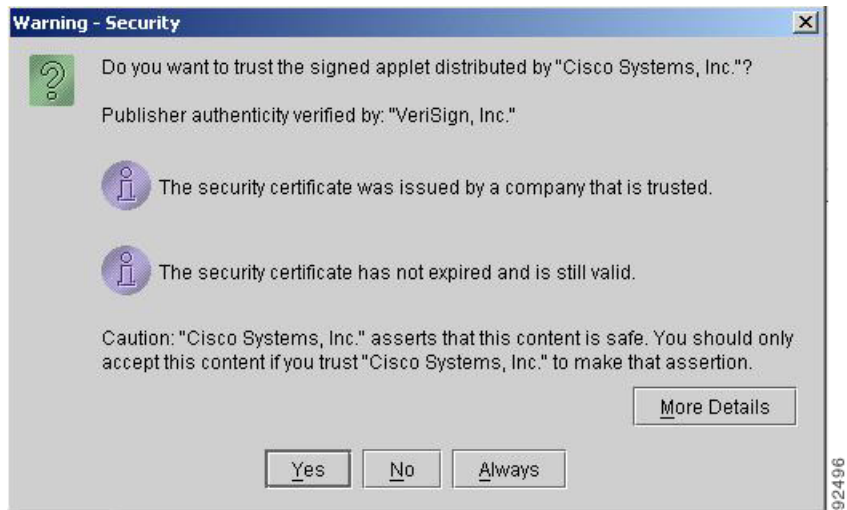 Warning - Security
Do you want to trust the signed applet distributed by "Cisco Systems, Inc."?
Publisher authenticity verified by: "VeriSign, Inc."
The security certificate was issued by a company that is trusted.
The security certificate has not expired and is still valid.
Caution: "Cisco Systems, Inc." asserts that this content is safe. You should only
accept this content if you trust "Cisco Systems, Inc." to make that assertion.
More Details
Yes No Always
92496